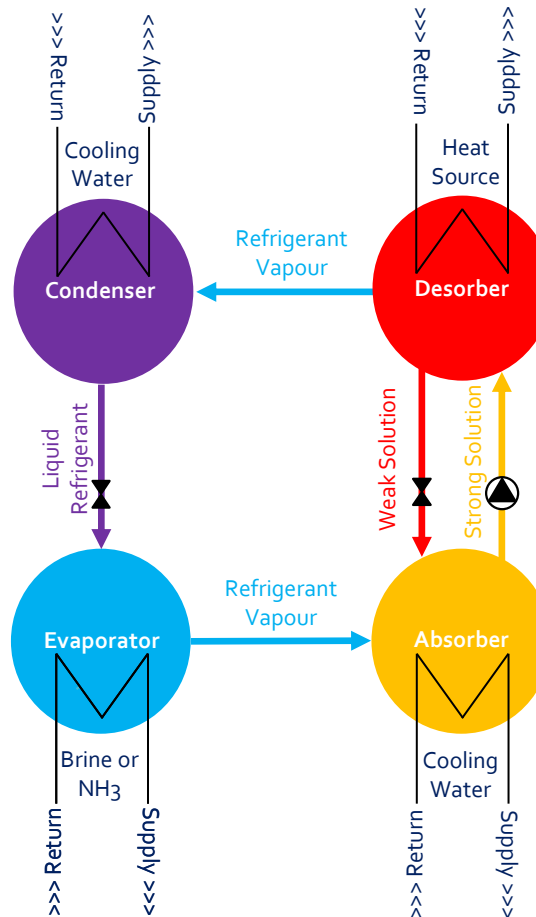 >>> Return
Supply <<<
>>> Return
Supply <<<
Cooling
Water
Heat
Source
Refrigerant
Vapour
Condenser
Desorber
Liquid
Refrigerant
Weak Solution
Strong Solution
Refrigerant
Vapour
Evaporator
Absorber
Brine or
NH3
Cooling
Water
<<< Return
Supply <<<
<<< Return
Supply <<<